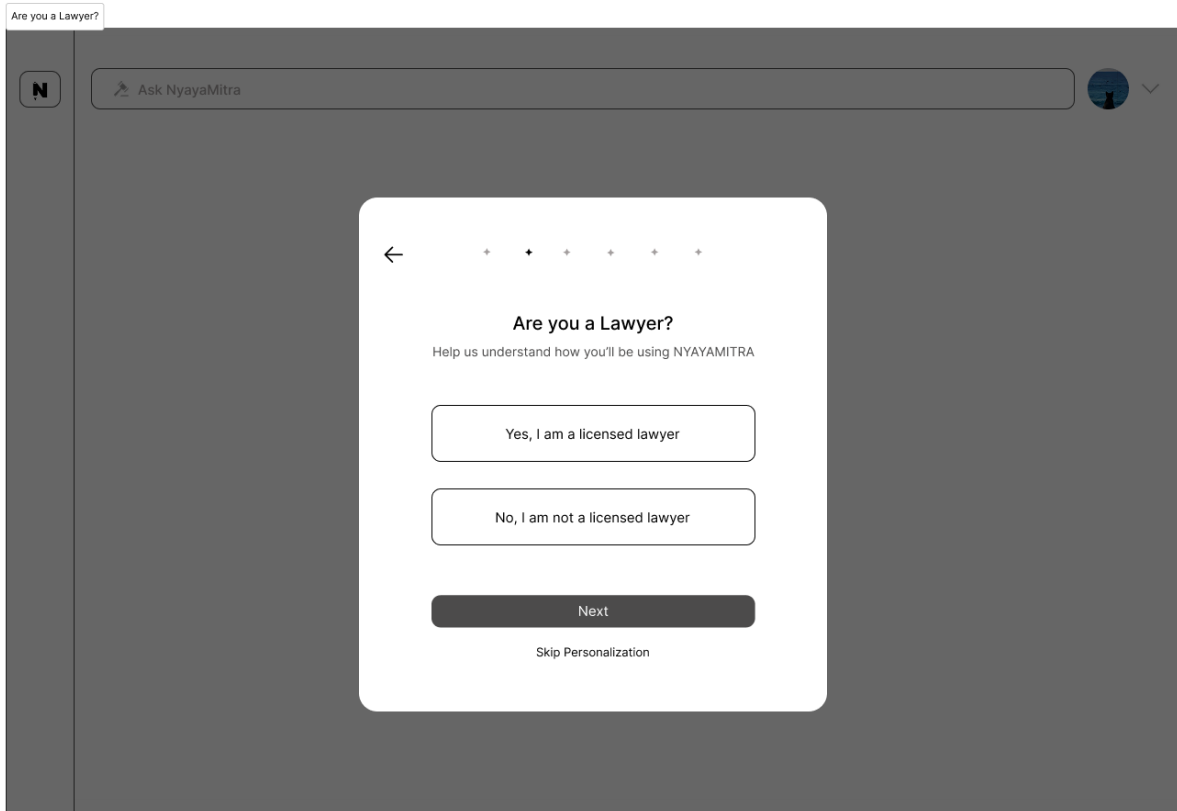 Are you a Lawyer?
N
Ask NyayaMitra
Are you a Lawyer?
Help us understand how you'll be using NYAYAMITRA
Yes, I am a licensed lawyer
No, I am not a licensed lawyer
Next
Skip Personalization